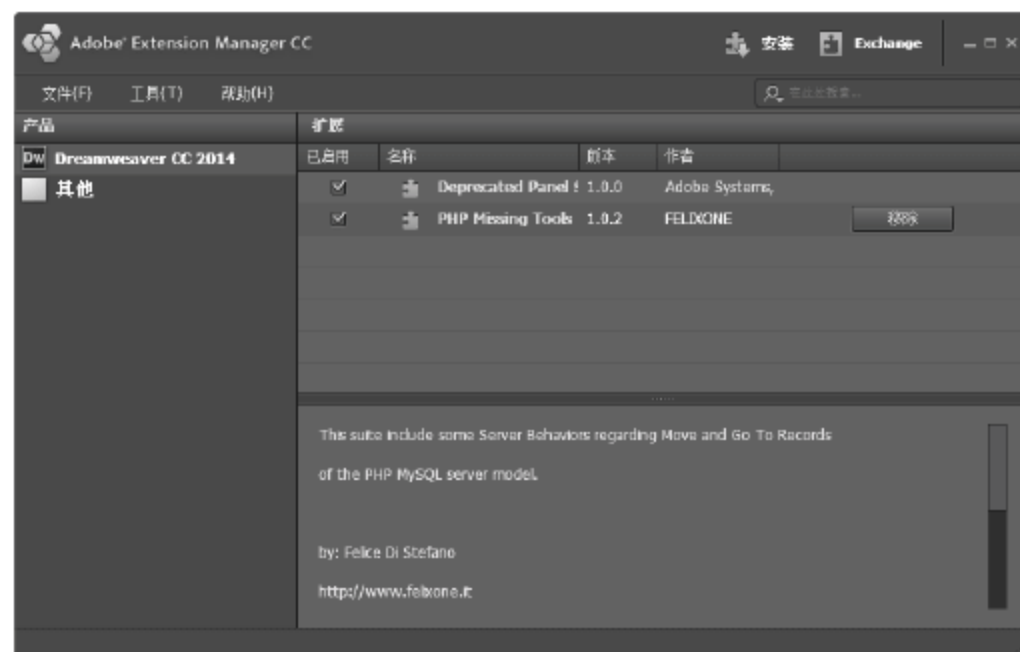 Adobe® Extension Manager CC
安装
Exchange
文件(F) 工具(T) 帮助(H)
产品
Dw Dreamweaver CC 2014
其他
扩展
已启用 名称 版本 作者
Deprecated Panel 1.0.0 Adobe Systems,
PHP Missing Tools 1.0.2 FELIXONE 移除
This suite include some Server Behaviors regarding Move and Go To Records
of the PHP MySQL server model.
by: Felice Di Stefano
http://www.felixone.it